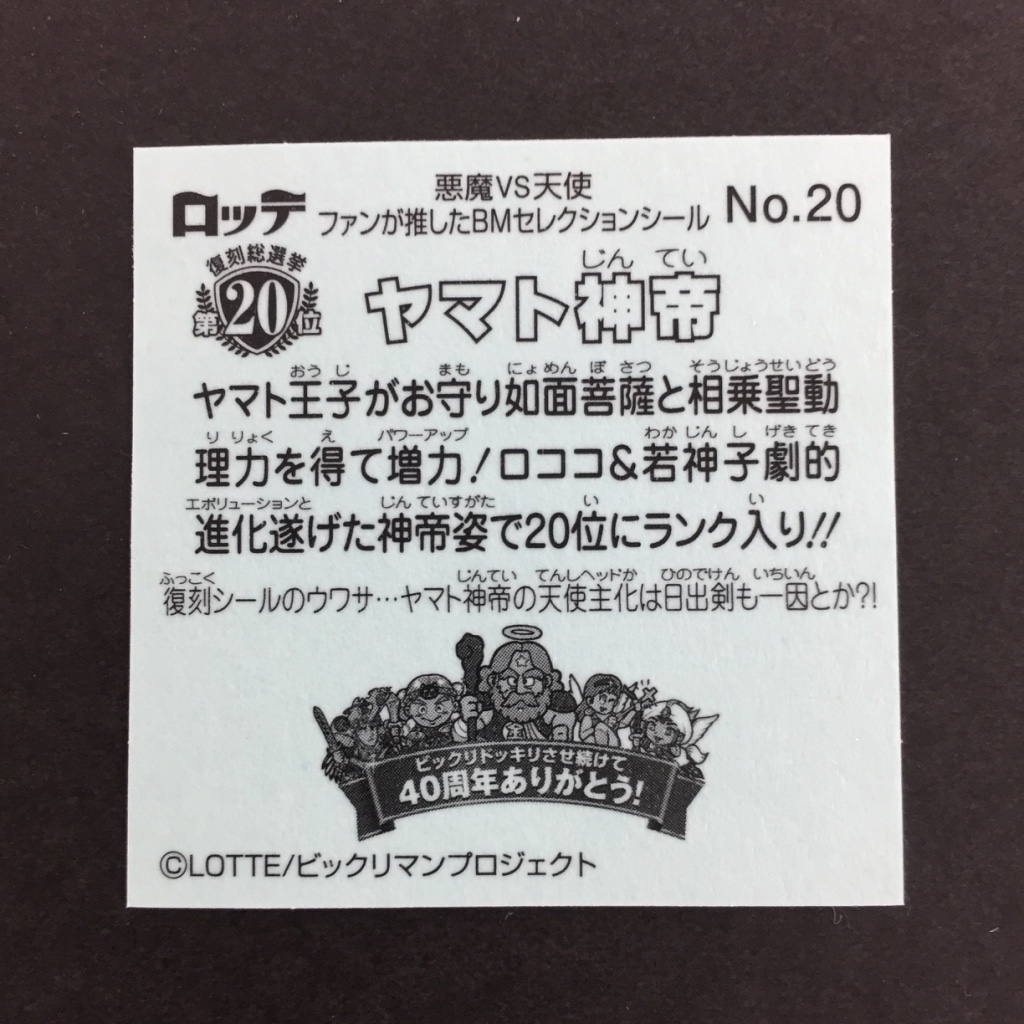 ロッテ
悪魔VS天使
ファンが推したBMセレクションシール
No.20
復刻総選挙
第20位
じん てい
ヤマト神帝
おう じ まも にょ めん ぼ さつ そうじょうせいどう
ヤマト王子がお守り如面菩薩と相乗聖動
り りょく え パワーアップ わか じん し げき てき
理力を得て増力!ロココ&若神子劇的
エボリューションと じん ていすがた い い
進化遂げた神帝姿で20位にランク入り!!
ふっこく じんてい てんしヘッドか ひのでけん いちいん
復刻シールのウワサ…ヤマト神帝の天使主化は日出剣も一因とか?!
ビックリドッキリさせ続けて
40周年ありがとう!
©LOTTE/ビックリマンプロジェクト